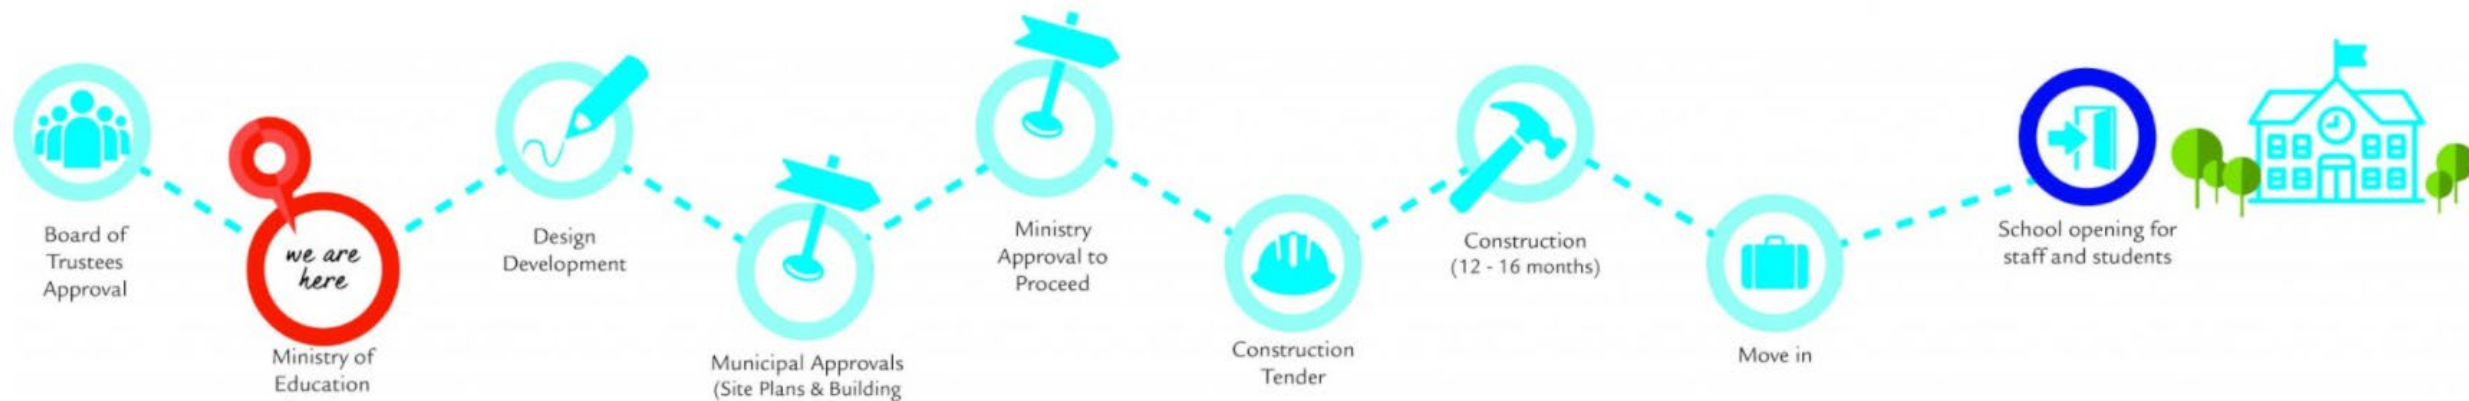 Board of
Trustees
Approval
we are
here
Ministry of
Education
Design
Development
Municipal Approvals
(Site Plans & Building
Ministry
Approval to
Proceed
Construction
Tender
Construction
(12 - 16 months)
Move in
School opening for
staff and students